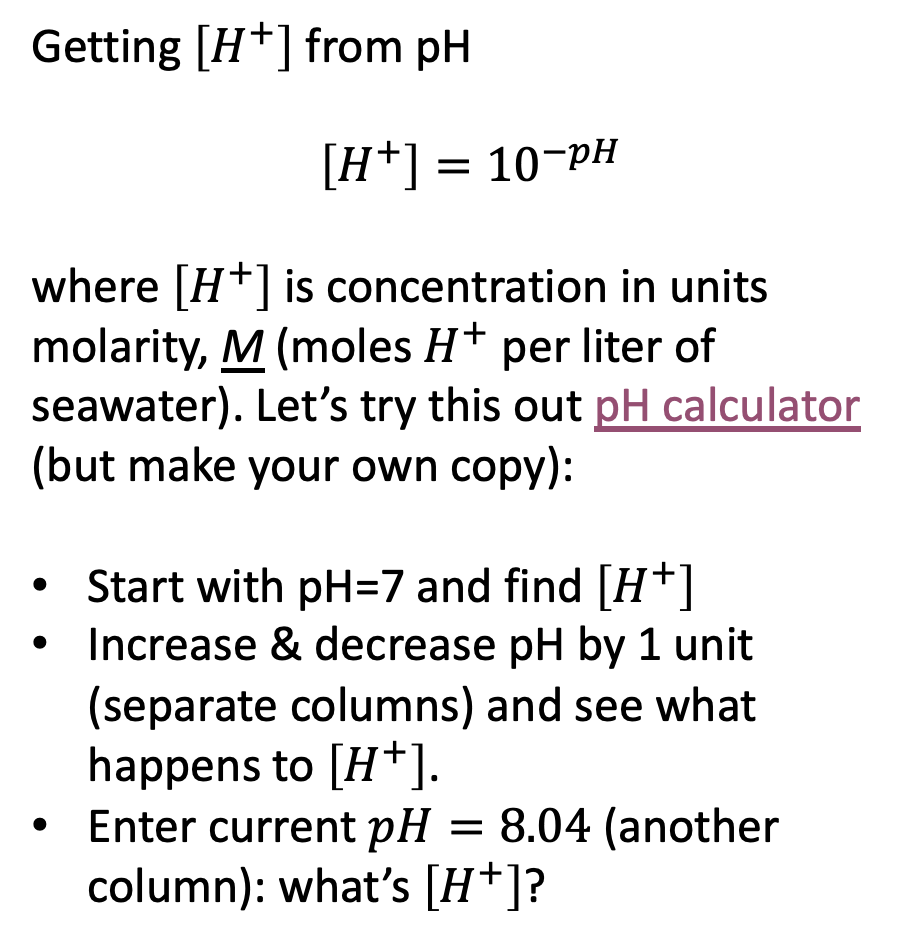 Getting [H⁺] from pH
[H⁺] = 10⁻ᵖᴴ
where [H⁺] is concentration in units
molarity, M (moles H⁺ per liter of
seawater). Let’s try this out pH calculator
(but make your own copy):
• Start with pH=7 and find [H⁺]
• Increase & decrease pH by 1 unit
(separate columns) and see what
happens to [H⁺].
• Enter current pH = 8.04 (another
column): what’s [H⁺]?